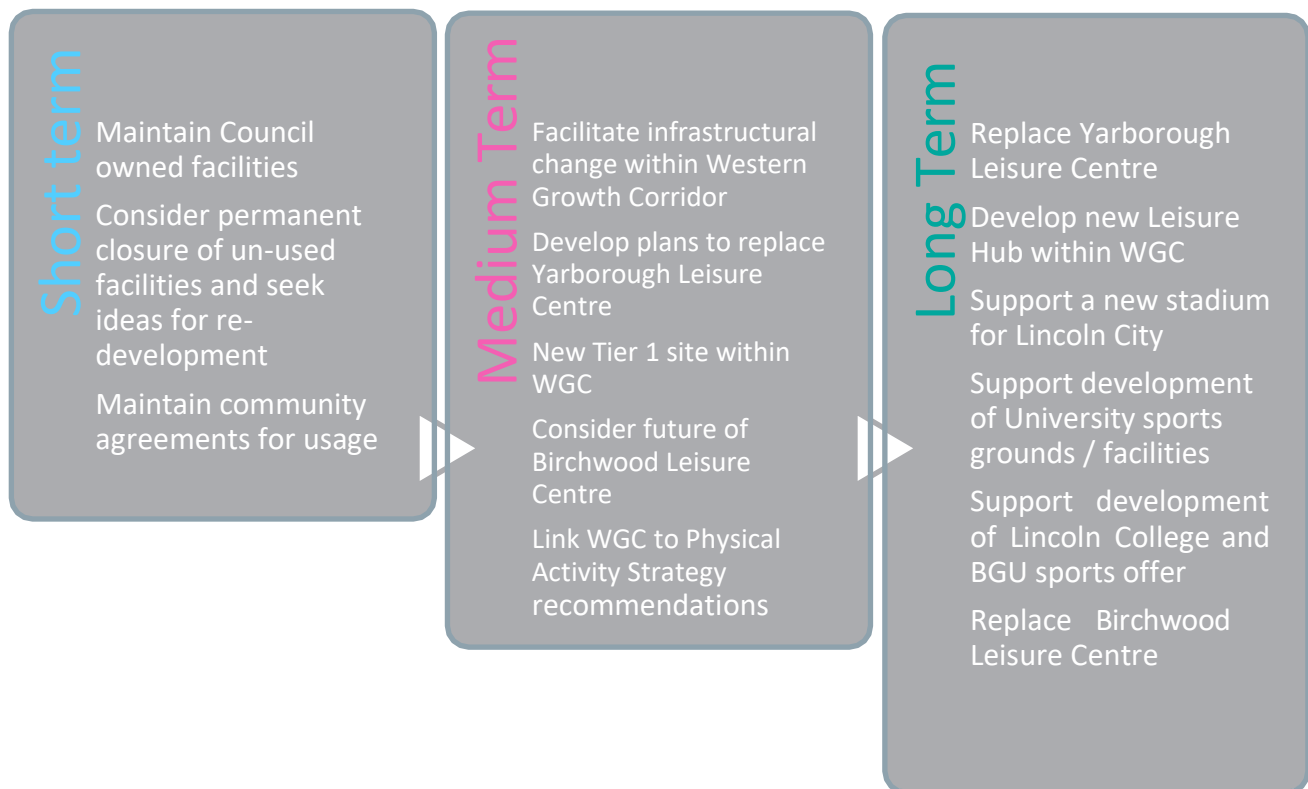 Short term
Maintain Council
owned facilities
Consider permanent
closure of un-used
facilities and seek
ideas for re-
development
Maintain community
agreements for usage
Medium Term
Facilitate infrastructural
change within Western
Growth Corridor
Develop plans to replace
Yarborough Leisure
Centre
New Tier 1 site within
WGC
Consider future of
Birchwood Leisure
Centre
Link WGC to Physical
Activity Strategy
recommendations
Long Term
Replace Yarborough
Leisure Centre
Develop new Leisure
Hub within WGC
Support a new stadium
for Lincoln City
Support development
of University sports
grounds / facilities
Support development
of Lincoln College and
BGU sports offer
Replace Birchwood
Leisure Centre